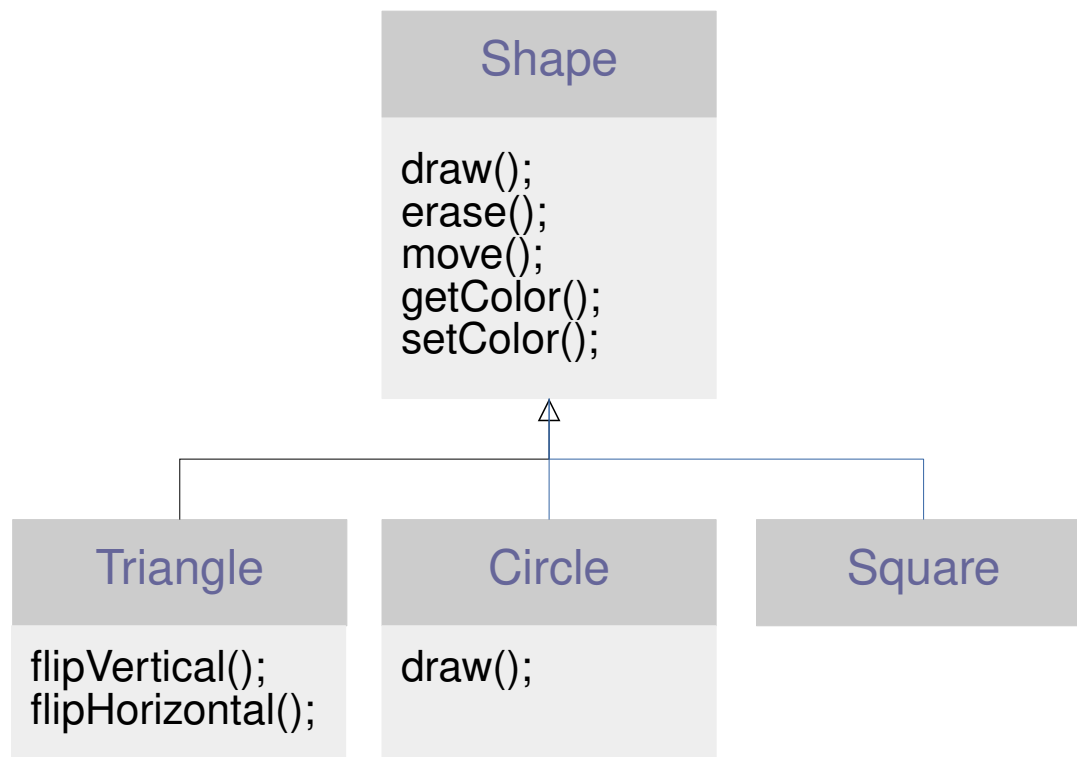 Shape
draw();
erase();
move();
getColor();
setColor();
Triangle
flipVertical();
flipHorizontal();
Circle
draw();
Square